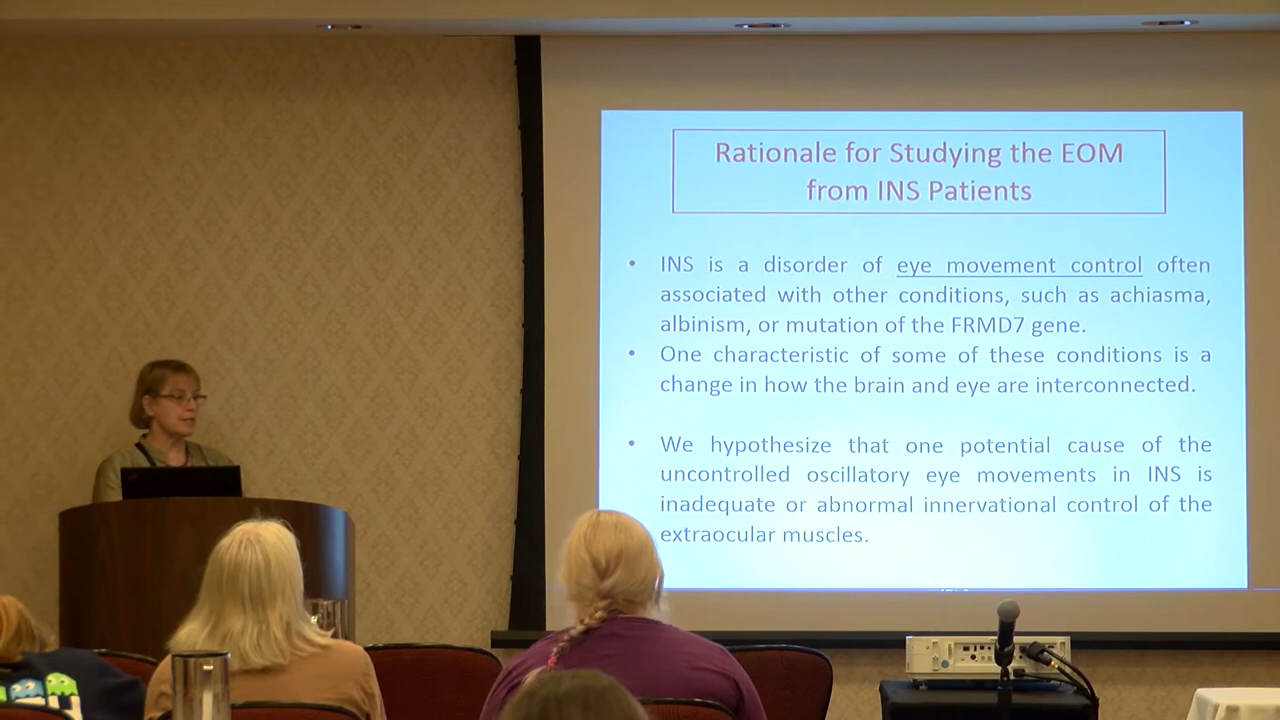 Rationale for Studying the EOM
from INS Patients
• INS is a disorder of eye movement control often
associated with other conditions, such as achiasma,
albinism, or mutation of the FRMD7 gene.
• One characteristic of some of these conditions is a
change in how the brain and eye are interconnected.
• We hypothesize that one potential cause of the
uncontrolled oscillatory eye movements in INS is
inadequate or abnormal innervational control of the
extraocular muscles.